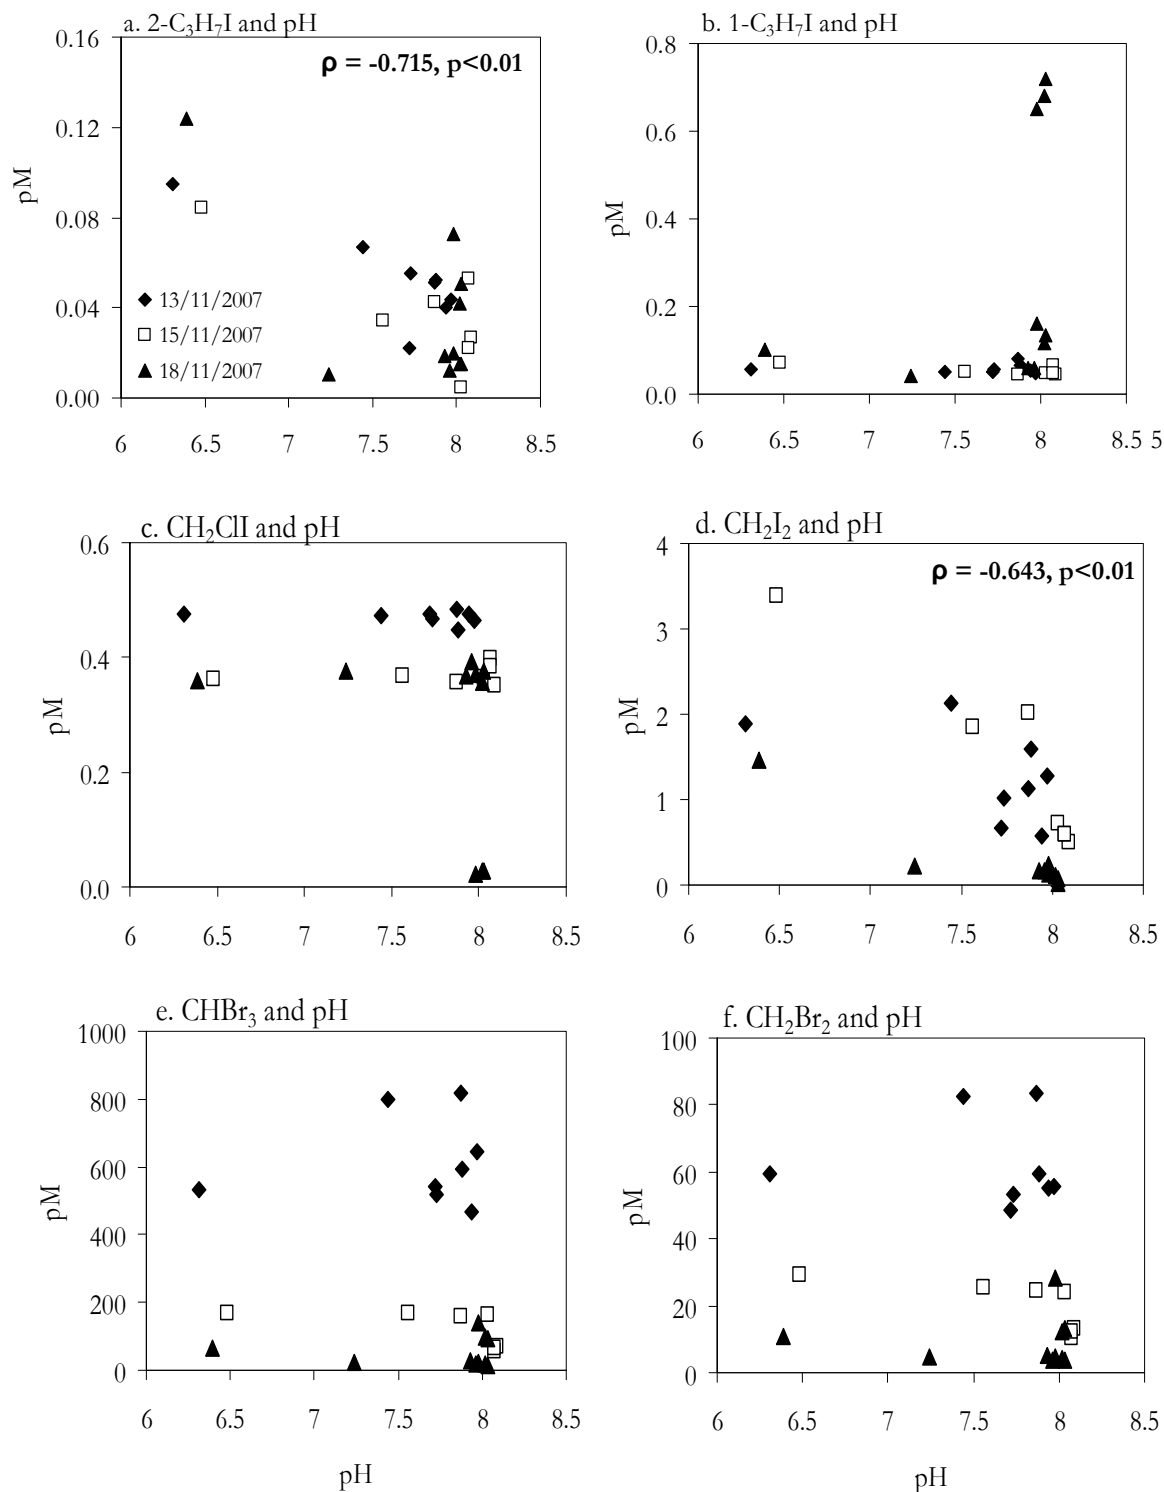 a. 2-C₃H₇I and pH
ρ = -0.715, p<0.01
0.16
0.12
0.08
0.04
0.00
pM
13/11/2007
15/11/2007
18/11/2007
6 6.5 7 7.5 8 8.5
b. 1-C₃H₇I and pH
0.8
0.6
0.4
0.2
0.0
pM
6 6.5 7 7.5 8 8.5 5
c. CH₂ClI and pH
0.6
0.4
0.2
0.0
pM
6 6.5 7 7.5 8 8.5
d. CH₂I₂ and pH
ρ = -0.643, p<0.01
4
3
2
1
0
pM
6 6.5 7 7.5 8 8.5
e. CHBr₃ and pH
1000
800
600
400
200
0
pM
6 6.5 7 7.5 8 8.5
pH
f. CH₂Br₂ and pH
100
80
60
40
20
0
pM
6 6.5 7 7.5 8 8.5
pH